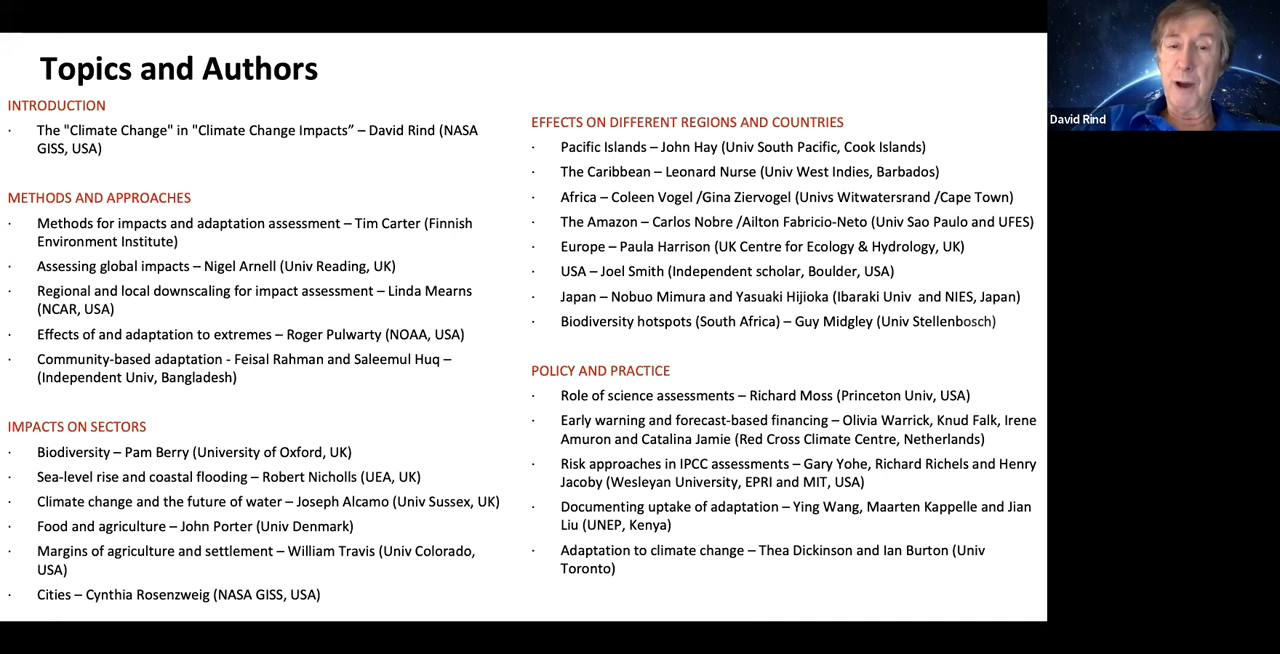 Topics and Authors
INTRODUCTION
· The "Climate Change" in "Climate Change Impacts” – David Rind (NASA
GISS, USA)
METHODS AND APPROACHES
· Methods for impacts and adaptation assessment – Tim Carter (Finnish
Environment Institute)
· Assessing global impacts – Nigel Arnell (Univ Reading, UK)
· Regional and local downscaling for impact assessment – Linda Mearns
(NCAR, USA)
· Effects of and adaptation to extremes – Roger Pulwarty (NOAA, USA)
· Community-based adaptation - Feisal Rahman and Saleemul Huq –
(Independent Univ, Bangladesh)
IMPACTS ON SECTORS
· Biodiversity – Pam Berry (University of Oxford, UK)
· Sea-level rise and coastal flooding – Robert Nicholls (UEA, UK)
· Climate change and the future of water – Joseph Alcamo (Univ Sussex, UK)
· Food and agriculture – John Porter (Univ Denmark)
· Margins of agriculture and settlement – William Travis (Univ Colorado,
USA)
· Cities – Cynthia Rosenzweig (NASA GISS, USA)
EFFECTS ON DIFFERENT REGIONS AND COUNTRIES
· Pacific Islands – John Hay (Univ South Pacific, Cook Islands)
· The Caribbean – Leonard Nurse (Univ West Indies, Barbados)
· Africa – Coleen Vogel /Gina Ziervogel (Univs Witwatersrand /Cape Town)
· The Amazon – Carlos Nobre /Ailton Fabricio-Neto (Univ Sao Paulo and UFES)
· Europe – Paula Harrison (UK Centre for Ecology & Hydrology, UK)
· USA – Joel Smith (Independent scholar, Boulder, USA)
· Japan – Nobuo Mimura and Yasuaki Hijioka (Ibaraki Univ and NIES, Japan)
· Biodiversity hotspots (South Africa) – Guy Midgley (Univ Stellenbosch)
POLICY AND PRACTICE
· Role of science assessments – Richard Moss (Princeton Univ, USA)
· Early warning and forecast-based financing – Olivia Warrick, Knud Falk, Irene
Amuron and Catalina Jamie (Red Cross Climate Centre, Netherlands)
· Risk approaches in IPCC assessments – Gary Yohe, Richard Richels and Henry
Jacoby (Wesleyan University, EPRI and MIT, USA)
· Documenting uptake of adaptation – Ying Wang, Maarten Kappelle and Jian
Liu (UNEP, Kenya)
· Adaptation to climate change – Thea Dickinson and Ian Burton (Univ
Toronto)
David Rind